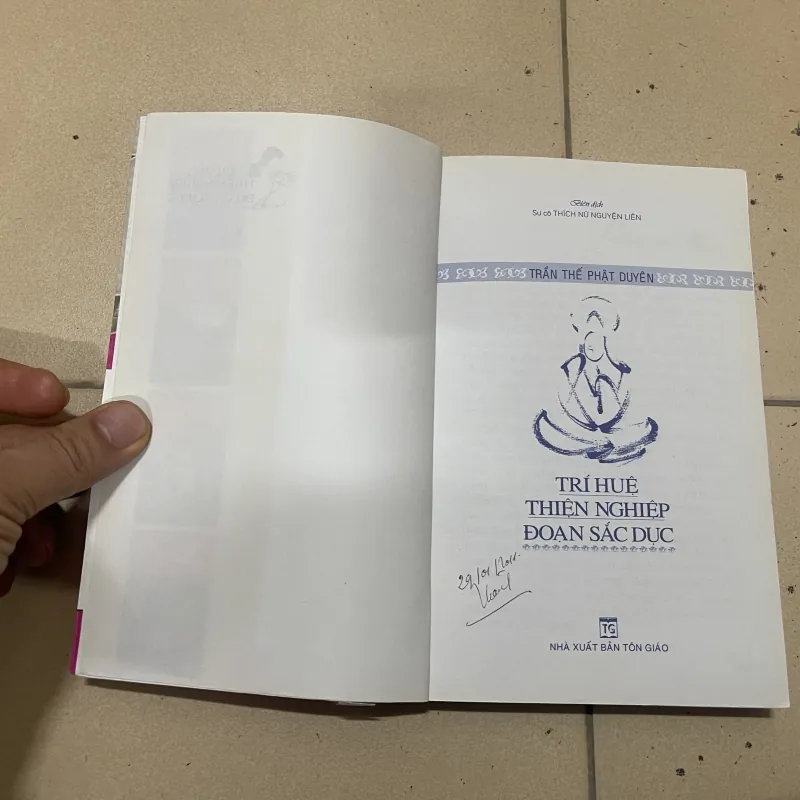 Biên dịch
Sư cô THÍCH NỮ NGUYÊN LIÊN
TRẦN THẾ PHẬT DUYÊN
TRÍ HUỆ
THIỆN NGHIỆP
ĐOẠN SẮC DỤC
TG
NHÀ XUẤT BẢN TÔN GIÁO